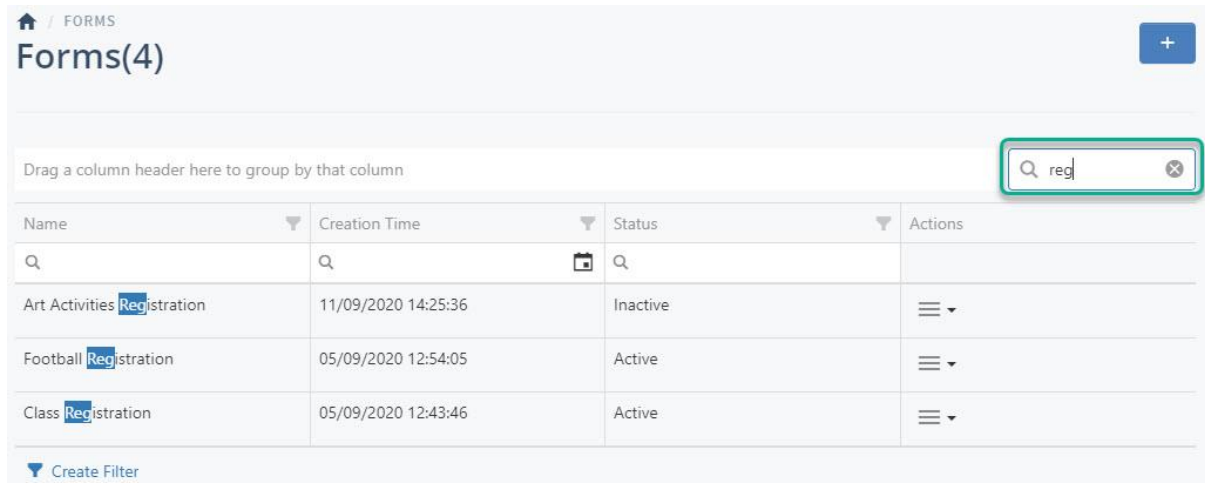 / FORMS
Forms(4)
+
Drag a column header here to group by that column
reg
Name Creation Time Status Actions
Art Activities Registration 11/09/2020 14:25:36 Inactive
Football Registration 05/09/2020 12:54:05 Active
Class Registration 05/09/2020 12:43:46 Active
Create Filter